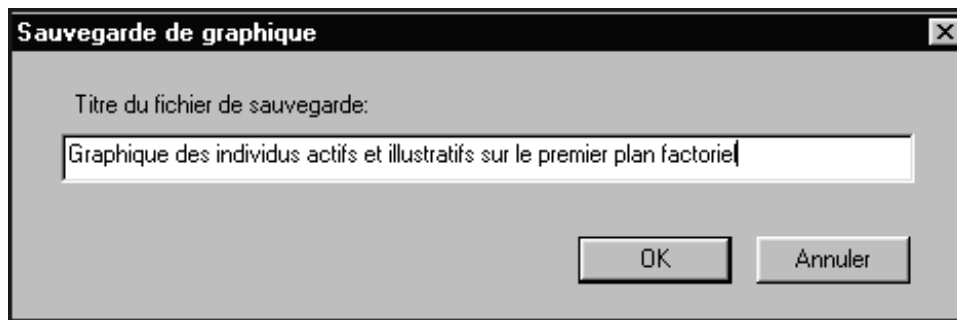 Sauvegarde de graphique
Titre du fichier de sauvegarde:
Graphique des individus actifs et illustratifs sur le premier plan factoriel
OK Annuler